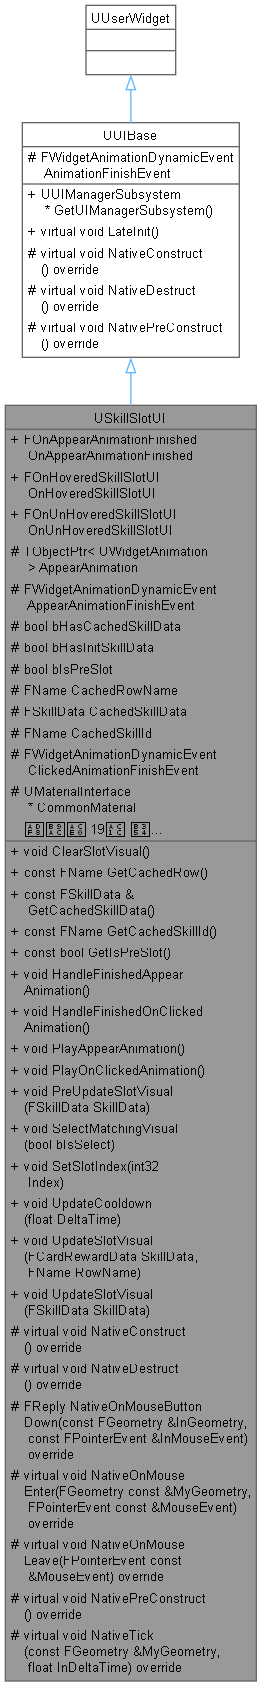 UUserWidget
UUIBase
# FWidgetAnimationDynamicEvent
AnimationFinishEvent
+ UUIManagerSubsystem
* GetUIManagerSubsystem()
+ virtual void LateInit()
# virtual void NativeConstruct
() override
# virtual void NativeDestruct
() override
# virtual void NativePreConstruct
() override
USkillSlotUI
+ FOnAppearAnimationFinished
OnAppearAnimationFinished
+ FOnHoveredSkillSlotUI
OnHoveredSkillSlotUI
+ FOnUnHoveredSkillSlotUI
OnUnHoveredSkillSlotUI
# TObjectPtr< UWidgetAnimation
> AppearAnimation
# FWidgetAnimationDynamicEvent
AppearAnimationFinishEvent
# bool bHasCachedSkillData
# bool bHasInitSkillData
# bool bIsPreSlot
# FName CachedRowName
# FSkillData CachedSkillData
# FName CachedSkillId
# FWidgetAnimationDynamicEvent
ClickedAnimationFinishEvent
# UMaterialInterface
* CommonMaterial
19 ...
+ void ClearSlotVisual()
+ const FName GetCachedRow()
+ const FSkillData &
GetCachedSkillData()
+ const FName GetCachedSkillId()
+ const bool GetIsPreSlot()
+ void HandleFinishedAppear
Animation()
+ void HandleFinishedOnClicked
Animation()
+ void PlayAppearAnimation()
+ void PlayOnClickedAnimation()
+ void PreUpdateSlotVisual
(FSkillData SkillData)
+ void SelectMatchingVisual
(bool bIsSelect)
+ void SetSlotIndex(int32
Index)
+ void UpdateCooldown
(float DeltaTime)
+ void UpdateSlotVisual
(FCardRewardData SkillData,
FName RowName)
+ void UpdateSlotVisual
(FSkillData SkillData)
# virtual void NativeConstruct
() override
# virtual void NativeDestruct
() override
# FReply NativeOnMouseButton
Down(const FGeometry &InGeometry,
const FPointerEvent &InMouseEvent)
override
# virtual void NativeOnMouse
Enter(FGeometry const &MyGeometry,
FPointerEvent const &MouseEvent)
override
# virtual void NativeOnMouse
Leave(FPointerEvent const
&MouseEvent) override
# virtual void NativePreConstruct
() override
# virtual void NativeTick
(const FGeometry &MyGeometry,
float InDeltaTime) override